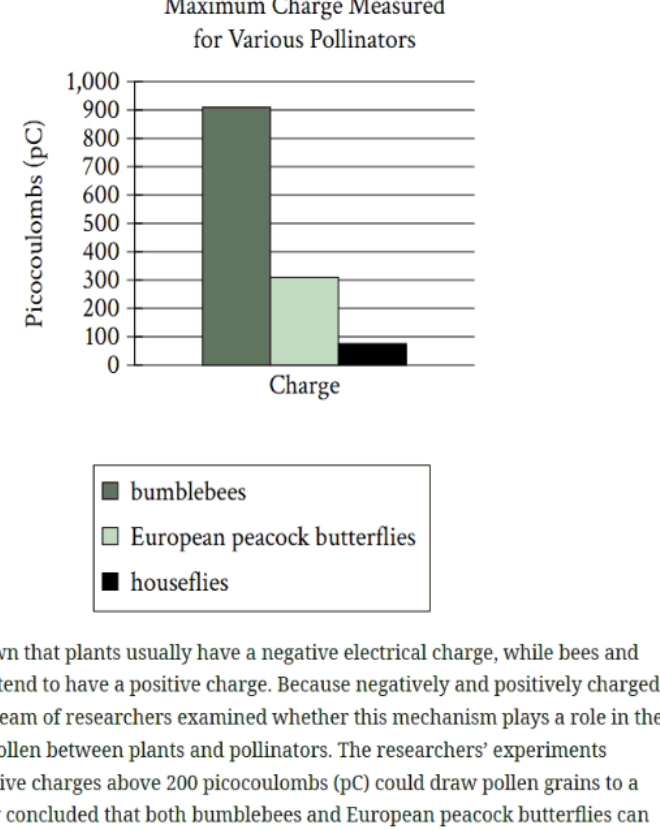 Maximum Charge Measured
for Various Pollinators
Picocoulombs (pC)
1,000
900
800
700
600
500
400
300
200
100
0
Charge
bumblebees
European peacock butterflies
houseflies
that plants usually have a negative electrical charge, while bees and
tend to have a positive charge. Because negatively and positively charged
of researchers examined whether this mechanism plays a role in the
between plants and pollinators. The researchers’ experiments
charges above 200 picocoulombs (pC) could draw pollen grains to a
concluded that both bumblebees and European peacock butterflies can